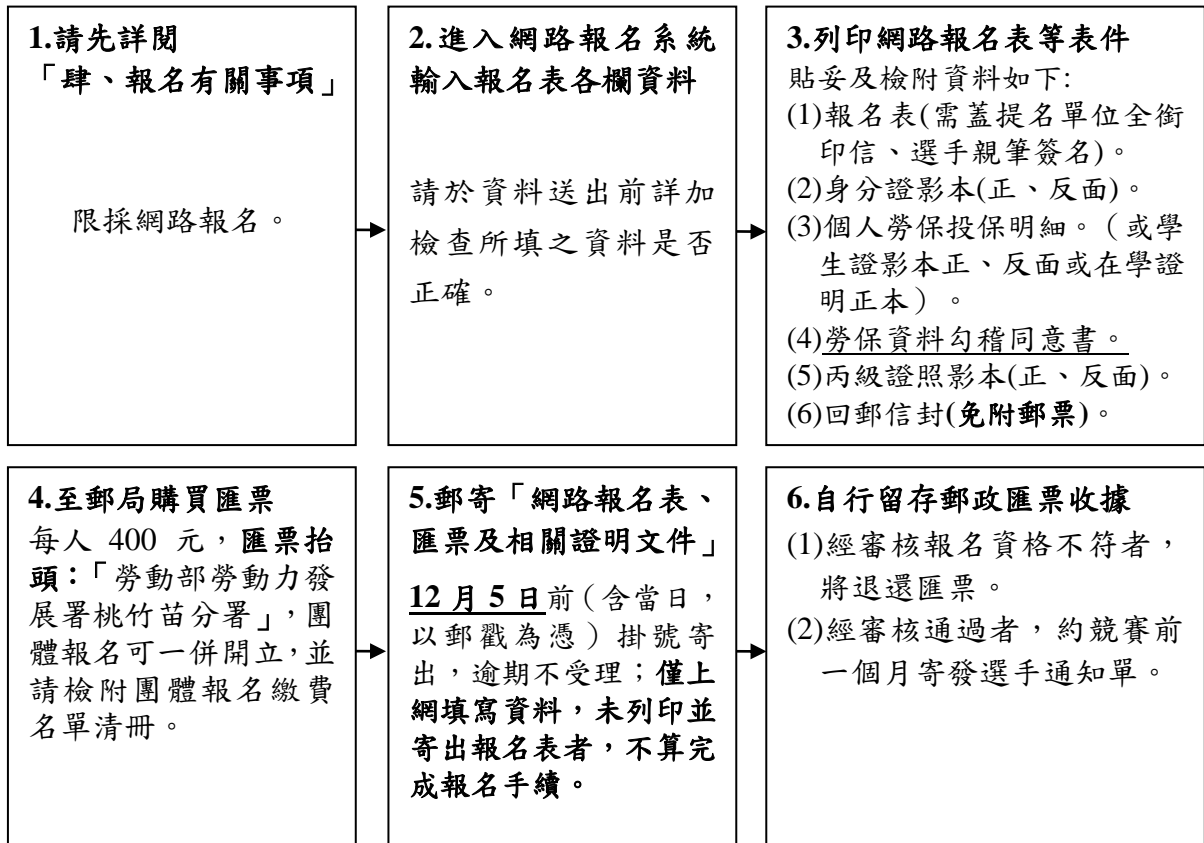 1.請先詳閱
「肆、報名有關事項」
限採網路報名。
2.進入網路報名系統
輸入報名表各欄資料
請於資料送出前詳加
檢查所填之資料是否
正確。
3.列印網路報名表等表件
貼妥及檢附資料如下:
(1)報名表(需蓋提名單位全銜
印信、選手親筆簽名)。
(2)身分證影本(正、反面)。
(3)個人勞保投保明細。（或學
生證影本正、反面或在學證
明正本）。
(4)勞保資料勾稽同意書。
(5)丙級證照影本(正、反面)。
(6)回郵信封(免附郵票)。
4.至郵局購買匯票
每人 400 元，匯票抬
頭：「勞動部勞動力發
展署桃竹苗分署」，團
體報名可一併開立，並
請檢附團體報名繳費
名單清冊。
5.郵寄「網路報名表、
匯票及相關證明文件」
12 月 5 日前（含當日，
以郵戳為憑）掛號寄
出，逾期不受理；僅上
網填寫資料，未列印並
寄出報名表者，不算完
成報名手續。
6.自行留存郵政匯票收據
(1)經審核報名資格不符者，
將退還匯票。
(2)經審核通過者，約競賽前
一個月寄發選手通知單。